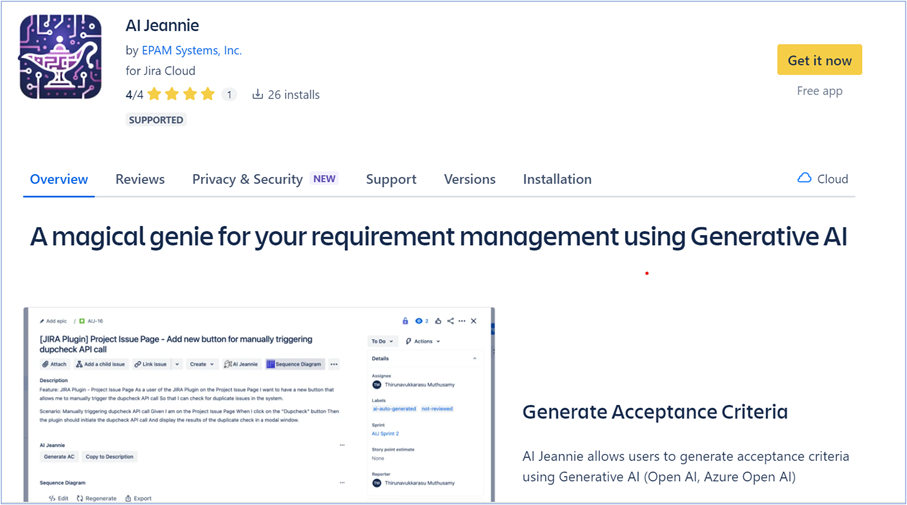 AI Jeannie
by EPAM Systems, Inc.
for Jira Cloud
4/4 1 26 installs
SUPPORTED
Get it now
Free app
Overview Reviews Privacy & Security NEW Support Versions Installation Cloud
A magical genie for your requirement management using Generative AI
Add epic / AU-16 2
[JIRA Plugin] Project Issue Page - Add new button for manually triggering
dupcheck API call
Attach Add a child issue Link issue Create AI Jeannie Sequence Diagram
Description
Feature: JIRA Plugin - Project Issue Page As a user of the JIRA Plugin on the Project Issue Page I want to have a new button that
allows me to manually trigger the dupcheck API call So that I can check for duplicate issues in the system.
Scenario: Manually triggering dupcheck API call Given I am on the Project Issue Page When I click on the "Dupcheck" button Then
the plugin should initiate the dupcheck API call And display the results of the duplicate check in a modal window.
AI Jeannie
Generate AC Copy to Description
Sequence Diagram
Edit Regenerate Export
To Do Actions
Details
Assignee
TM Thirunavukkarasu Muthusamy
Labels
ai-auto-generated not-reviewed
Sprint
AU Sprint 2
Story point estimate
None
Reporter
TM Thirunavukkarasu Muthusamy
Generate Acceptance Criteria
AI Jeannie allows users to generate acceptance criteria
using Generative AI (Open AI, Azure Open AI)